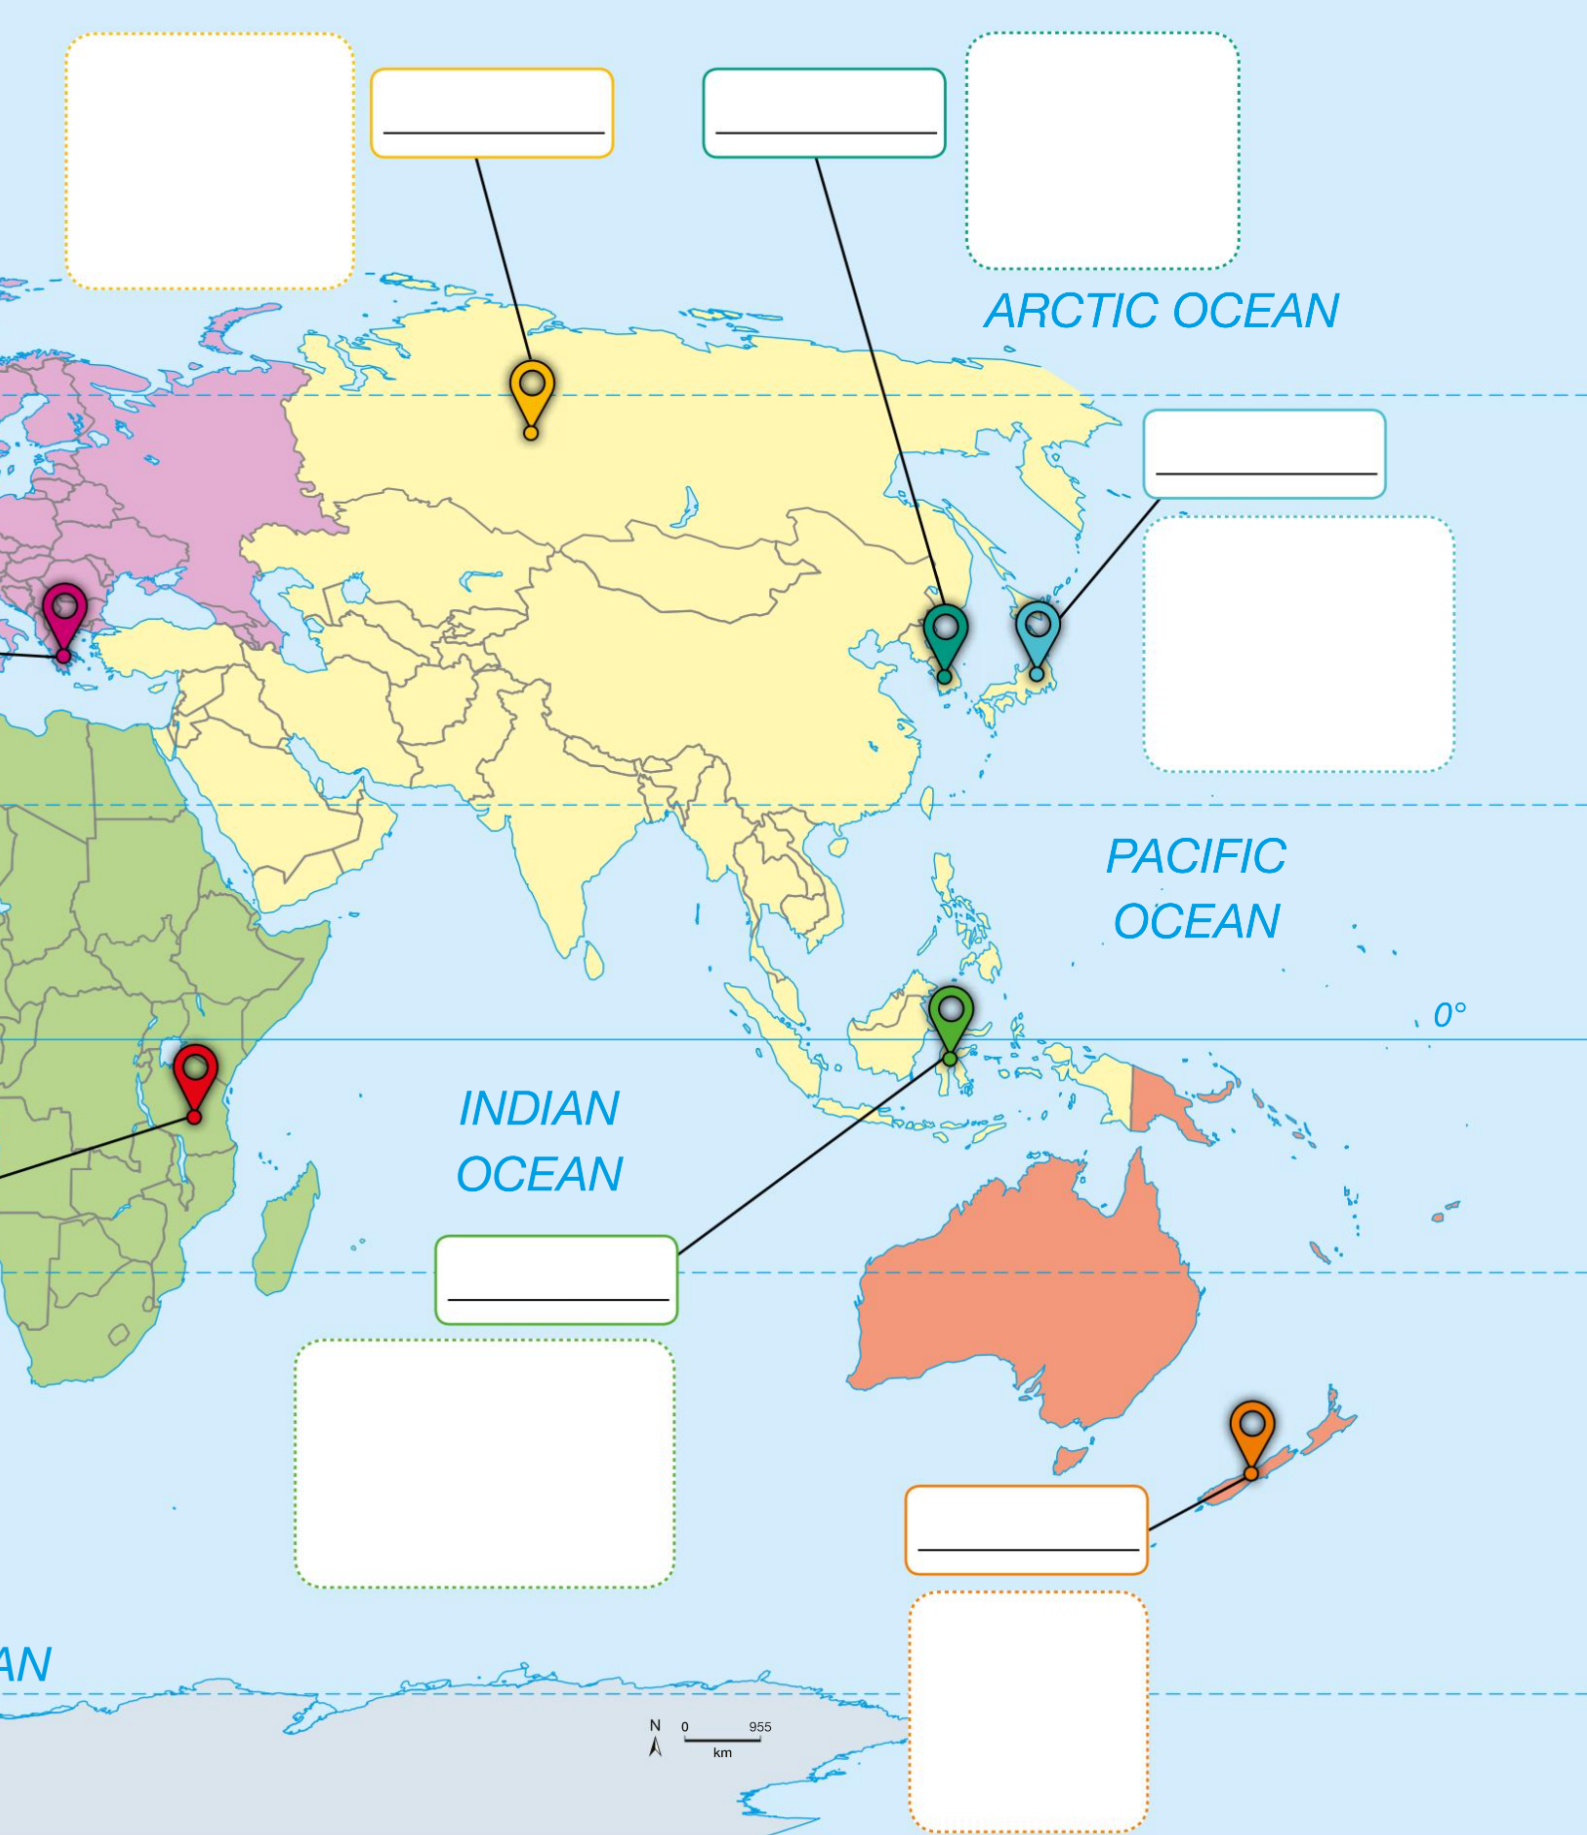 ARCTIC OCEAN
PACIFIC
OCEAN
0°
INDIAN
OCEAN
AN
N 0 955
km